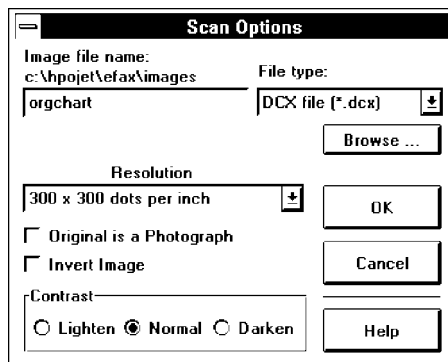 Scan Options
Image file name:
c:\hpojet\efax\images
File type:
orgchart
DCX file (*.dcx)
Browse ...
Resolution
300 x 300 dots per inch
OK
Original is a Photograph
Invert Image
Cancel
Contrast
Lighten Normal Darken
Help